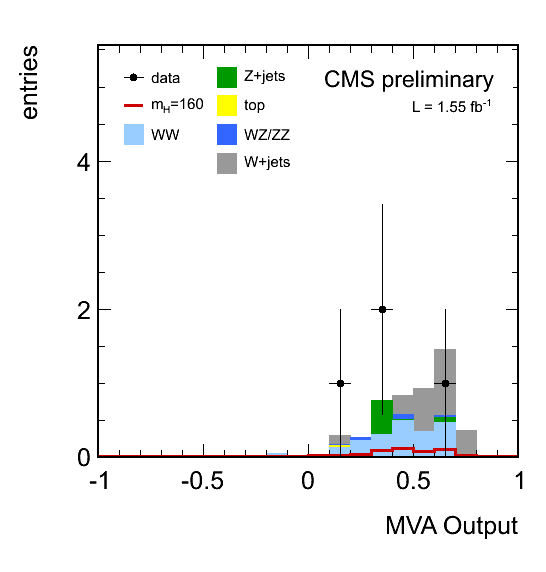 entries
CMS preliminary
L = 1.55 fb⁻¹
data
mH=160
WW
Z+jets
top
WZ/ZZ
W+jets
4
2
0
-1 -0.5 0 0.5 1
MVA Output